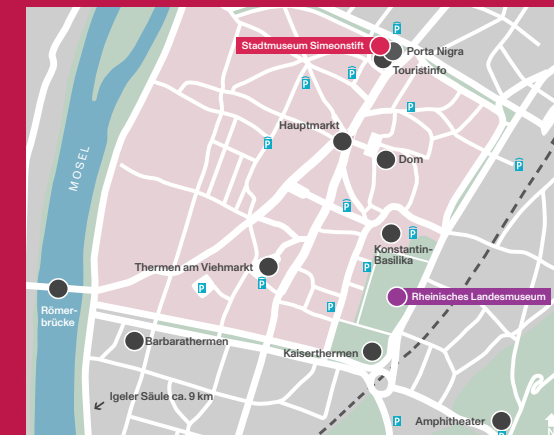 P
Stadtmuseum Simeonstift
Porta Nigra
P
Touristinfo
P
P
Hauptmarkt
P
Dom
P
MOSEL
P
P
Konstantin-
Basilika
Thermen am Viehmarkt
P
P
P
Rheinisches Landesmuseum
P
Römer-
brücke
Barbarathermen
Kaiserthermen
Igeler Säule ca. 9 km
P
Amphitheater
P